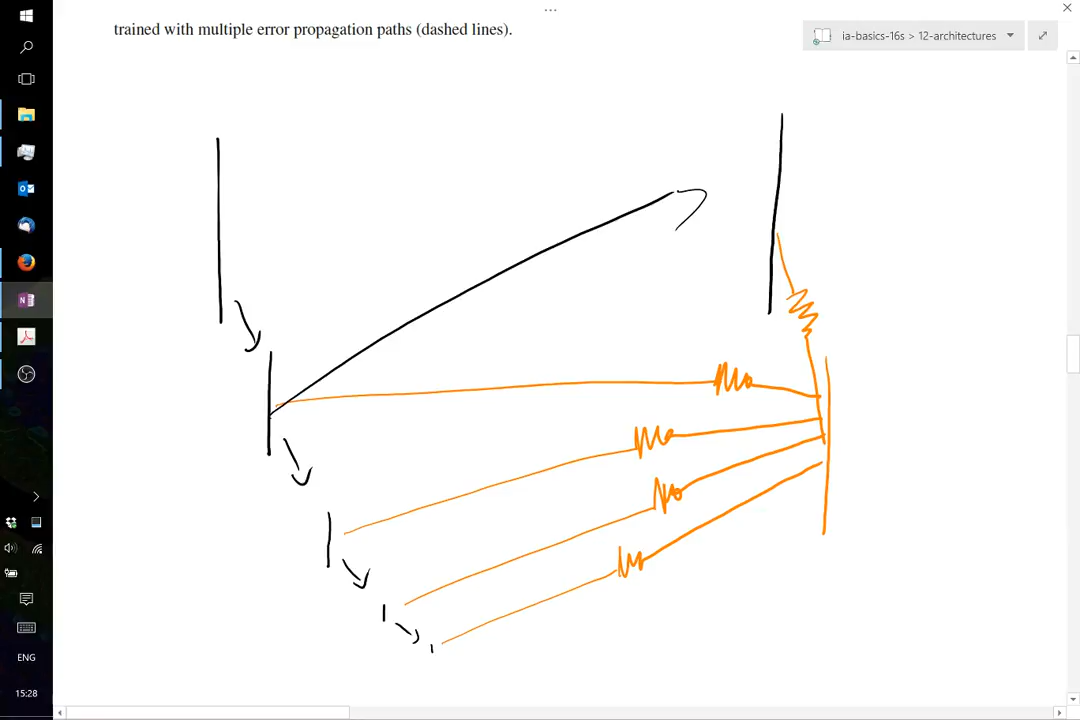 trained with multiple error propagation paths (dashed lines).
ia-basics-16s > 12-architectures
ENG
15:28